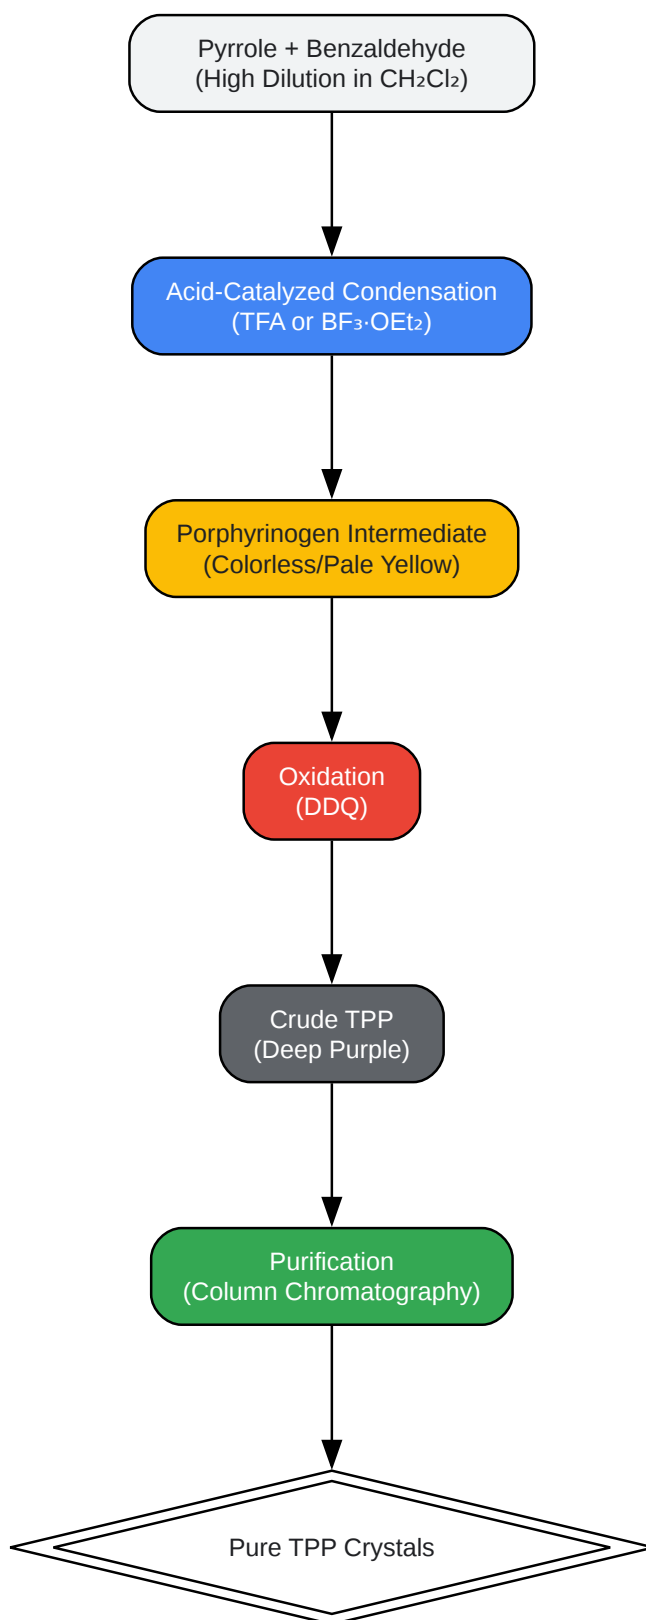 Pyrrole + Benzaldehyde
(High Dilution in CH₂Cl₂)
Acid-Catalyzed Condensation
(TFA or BF₃·OEt₂)
Porphyrinogen Intermediate
(Colorless/Pale Yellow)
Oxidation
(DDQ)
Crude TPP
(Deep Purple)
Purification
(Column Chromatography)
Pure TPP Crystals